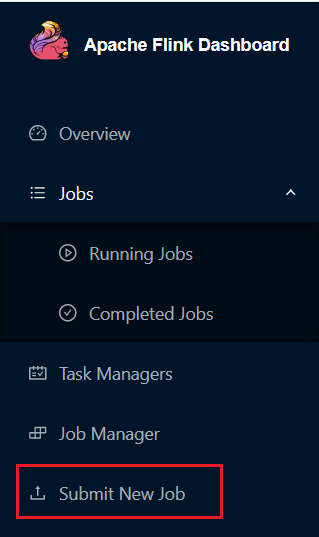 Apache Flink Dashboard
Overview
Jobs
Running Jobs
Completed Jobs
Task Managers
Job Manager
Submit New Job